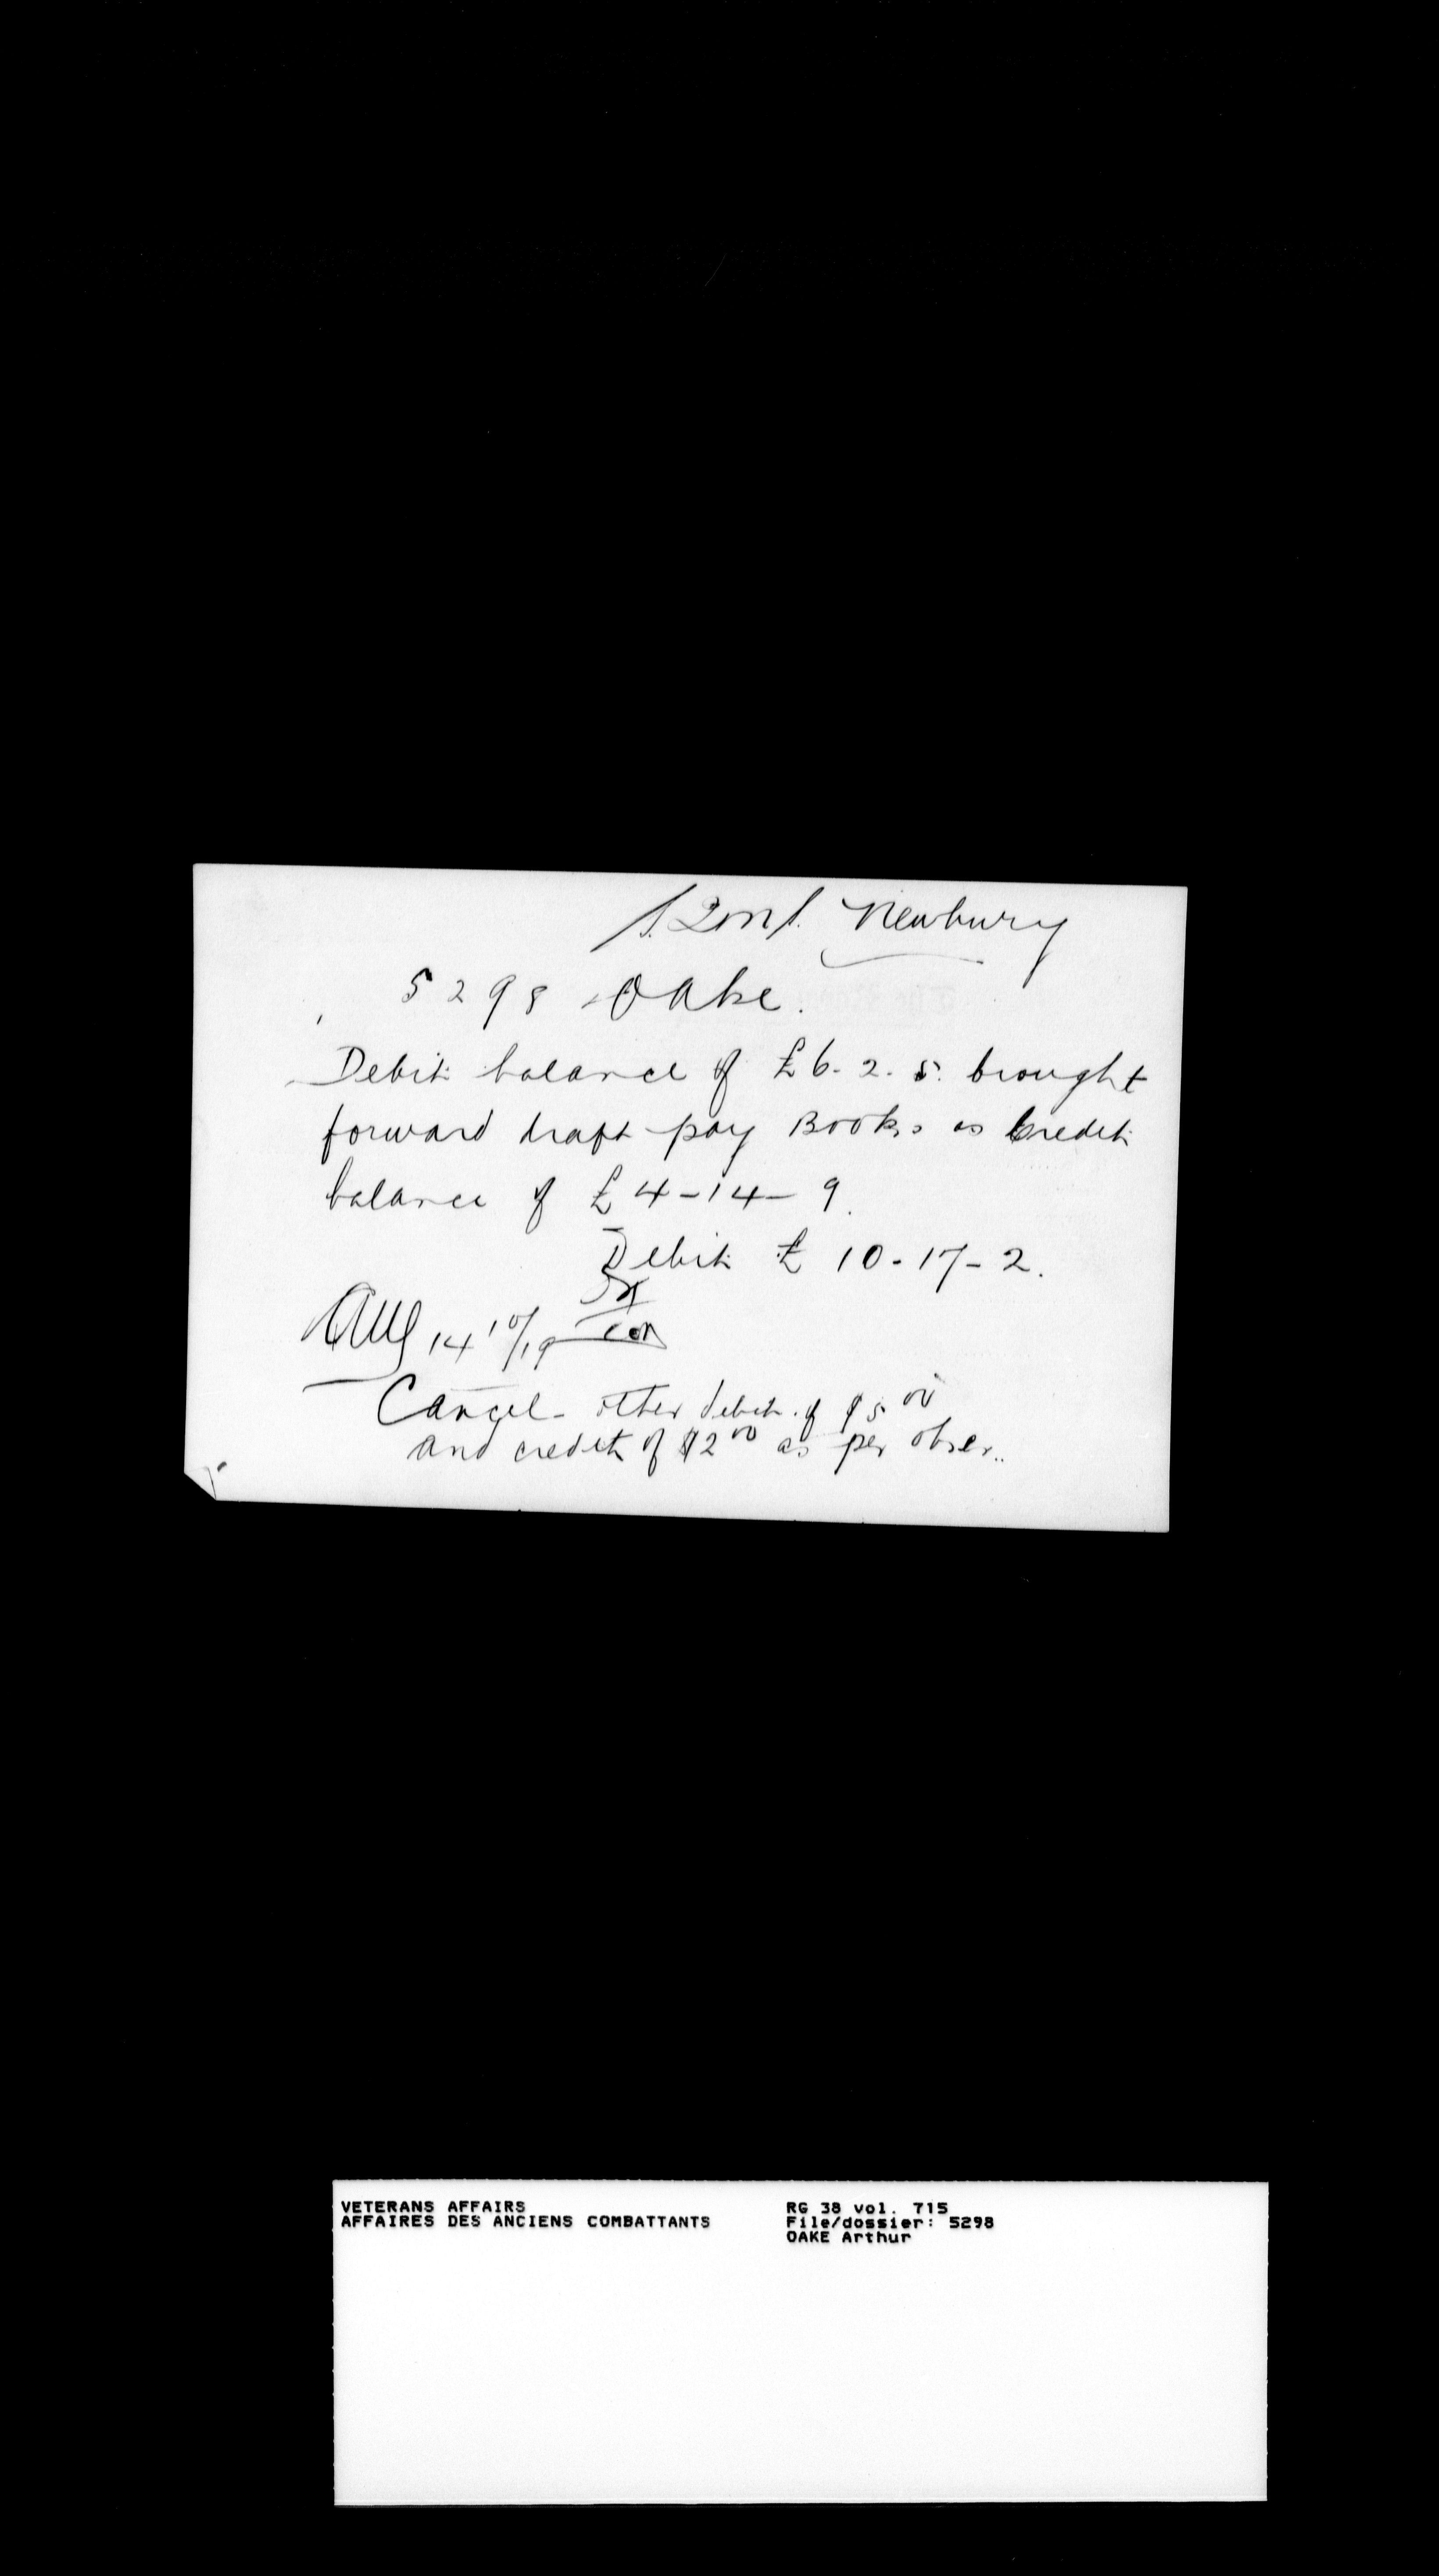 Newbury
5298 Oake.
Debit balance of £6. 2. 5. brought
forward draft pay Books as Credit
balance of £4-14-9.
Debit £ 10-17-2.
14/10/19
Cancel other debit of $5 00
and credit of $2 00 as per obser..
VETERANS AFFAIRS
AFFAIRES DES ANCIENS COMBATTANTS
RG 38 vol. 715
File/dossier: 5298
OAKE Arthur